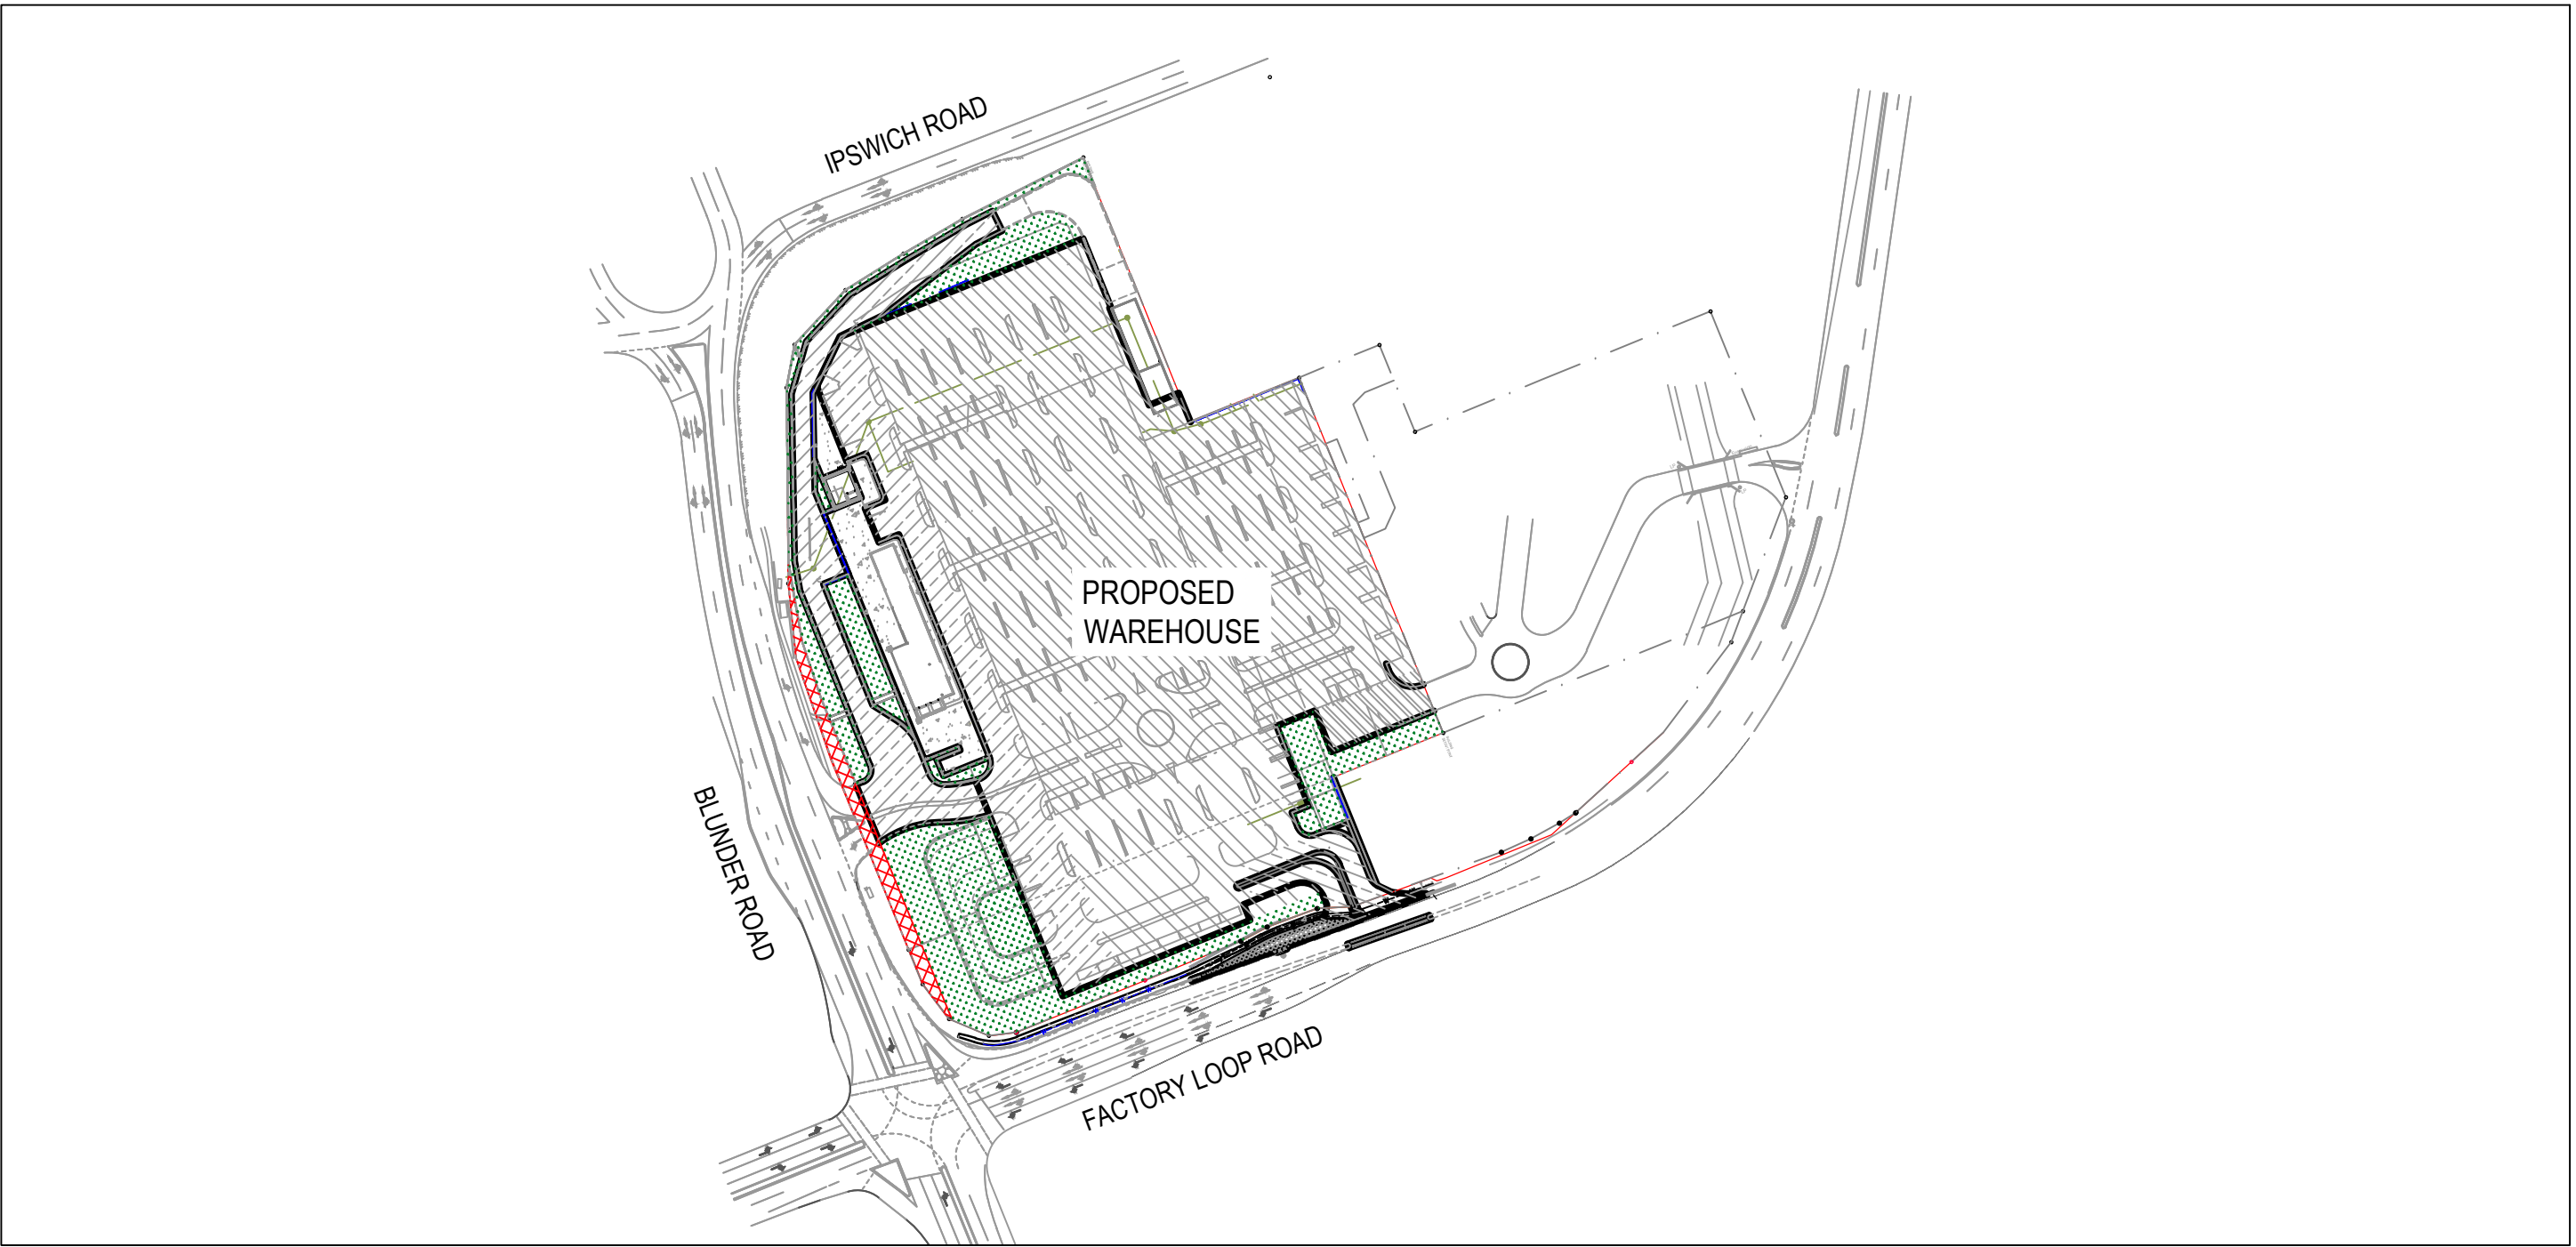 IPSWICH ROAD
PROPOSED
WAREHOUSE
BLUNDER ROAD
FACTORY LOOP ROAD